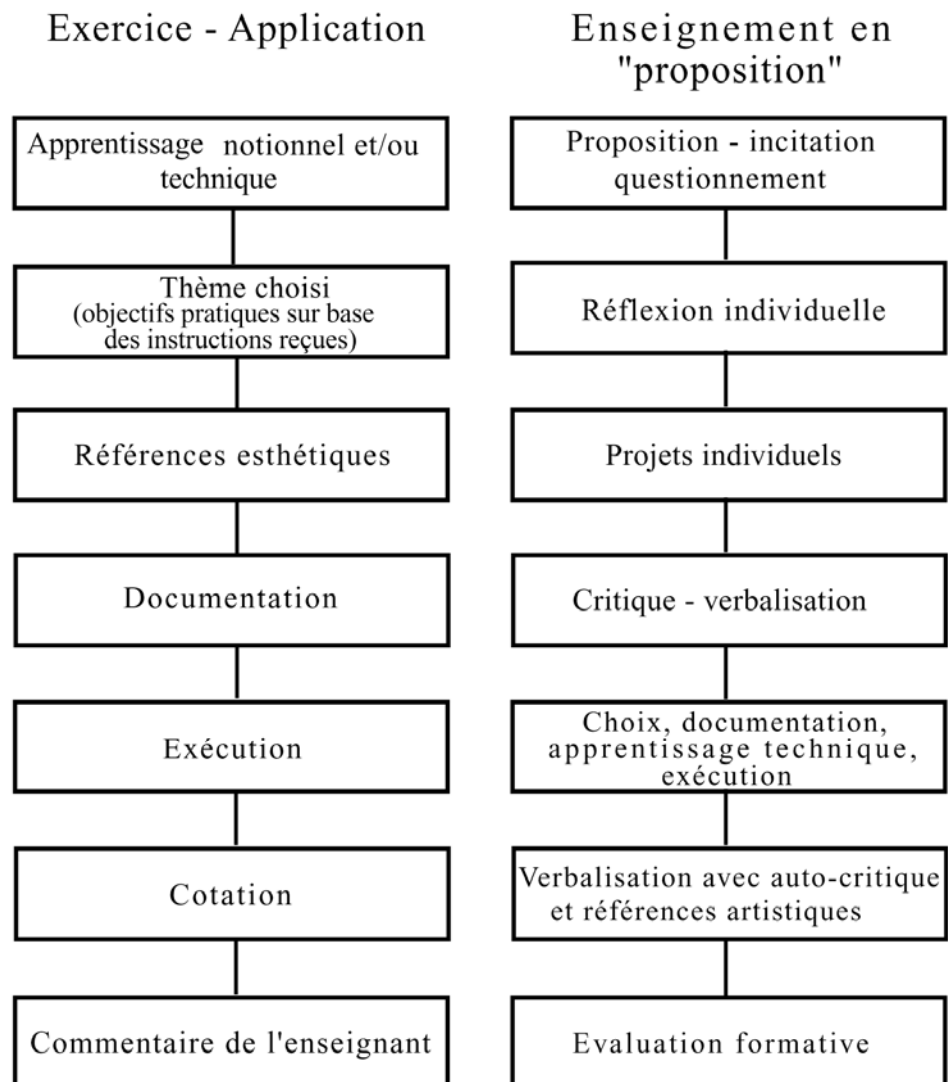 Exercice - Application
Apprentissage notionnel et/ou
technique
Thème choisi
(objectifs pratiques sur base
des instructions reçues)
Références esthétiques
Documentation
Exécution
Cotation
Commentaire de l'enseignant
Enseignement en
"proposition"
Proposition - incitation
questionnement
Réflexion individuelle
Projets individuels
Critique - verbalisation
Choix, documentation,
apprentissage technique,
exécution
Verbalisation avec auto-critique
et références artistiques
Evaluation formative